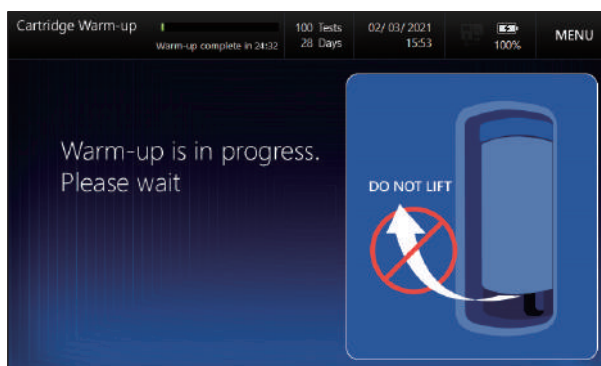 Cartridge Warm-up
Warm-up complete in 24:32
100 Tests
28 Days
02/ 03/ 2021
15:53
100%
MENU
Warm-up is in progress.
Please wait
DO NOT LIFT